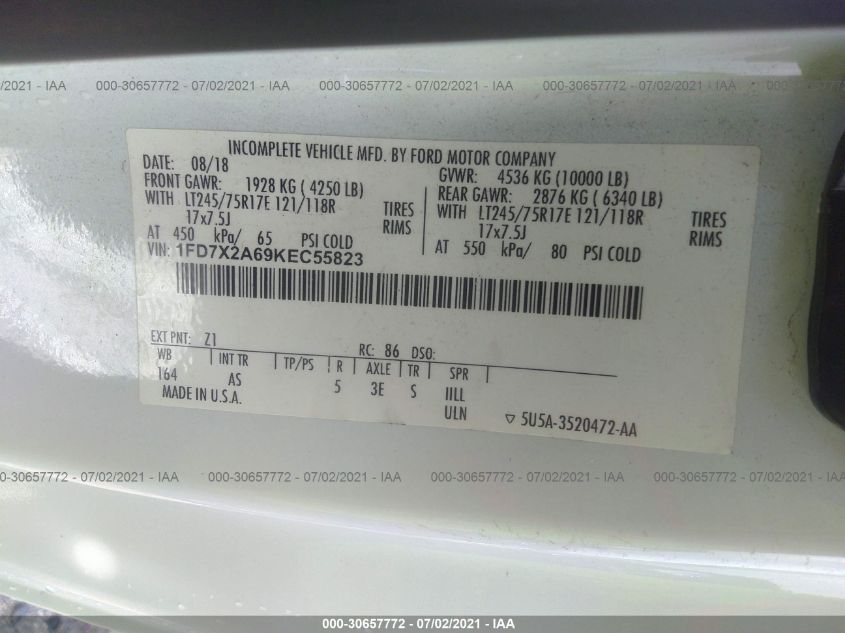 /2021 - IAA 000-30657772 - 07/02/2021 - IAA 000-30657772 - 07/02/2021 - IAA 000-30657772 - 07/02/2021 - IAA 000-3
INCOMPLETE VEHICLE MFD. BY FORD MOTOR COMPANY
DATE: 08/18 GVWR: 4536 KG (10000 LB)
FRONT GAWR: 1928 KG ( 4250 LB) REAR GAWR: 2876 KG ( 6340 LB)
WITH LT245/75R17E 121/118R TIRES WITH LT245/75R17E 121/118R TIRES
17x7.5J RIMS 17x7.5J RIMS
AT 450 kPa/ 65 PSI COLD AT 550 kPa/ 80 PSI COLD
VIN: 1FD7X2A69KEC55823
EXT PNT: Z1 RC: 86 DSO:
WB INT TR TP/PS R AXLE TR SPR
164 AS 5 3E S IILL
MADE IN U.S.A. ULN 5U5A-3520472-AA
000-30657772 - 07/02/2021 - IAA 000-30657772 - 07/02/2021 - IAA 000-30657772 - 07/02/2021 - IAA 000-30657772
000-30657772 - 07/02/2021 - IAA